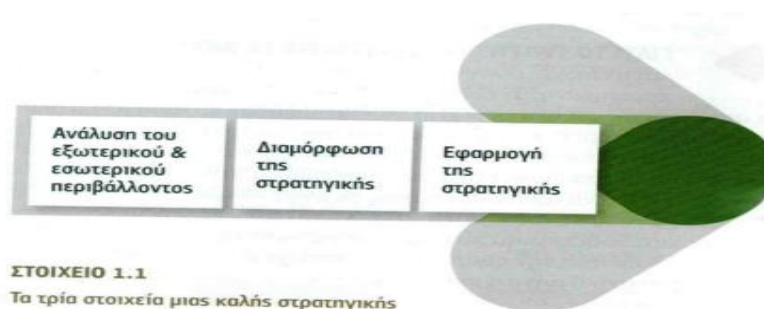 Ανάλυση του
εξωτερικού &
εσωτερικού
περιβάλλοντος
Διαμόρφωση
της
στρατηγικής
Εφαρμογή
της
στρατηγικής
ΣΤΟΙΧΕΙΟ 1.1
Τα τρία στοιχεία μιας καλής στρατηγικής